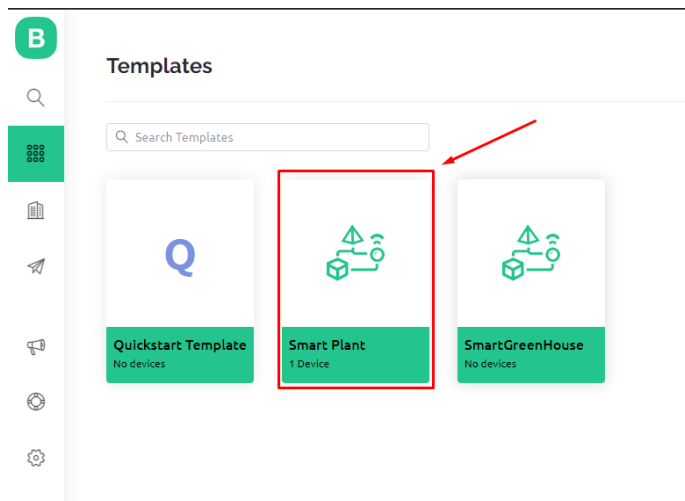 B
Templates
Search Templates
Q
Quickstart Template
No devices
Smart Plant
1 Device
SmartGreenHouse
No devices